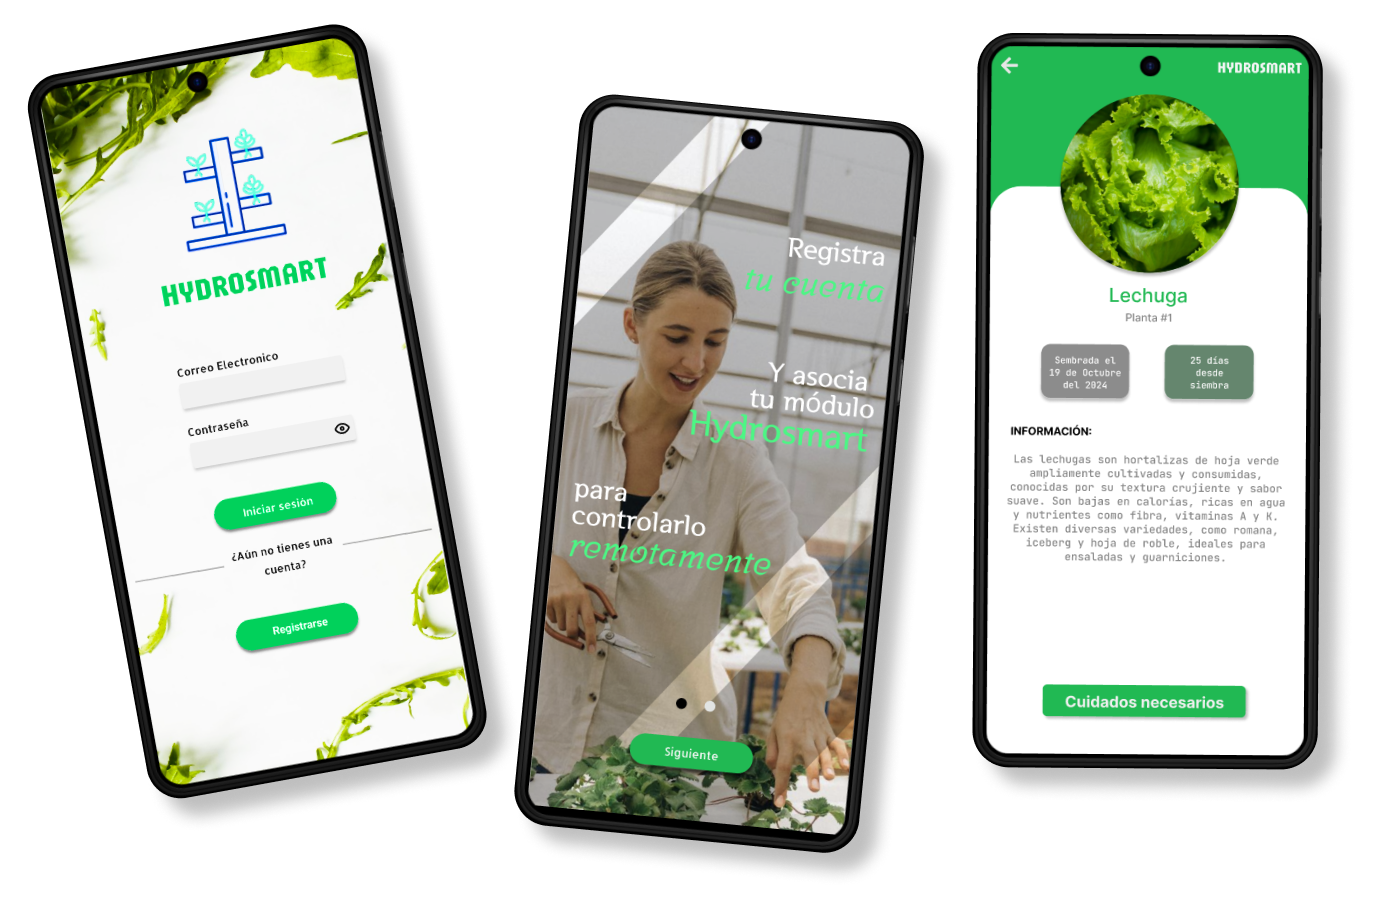 HYDROSMART
Correo Electronico
Contraseña
Iniciar sesión
¿Aún no tienes una
cuenta?
Registrarse
Registra
tu cuenta
Y asocia
tu módulo
Hydrosmart
para
controlarlo
remotamente
Siguiente
HYDROSMART
Lechuga
Planta #1
Sembrada el
19 de Octubre
del 2024
25 días
desde
siembra
INFORMACIÓN:
Las lechugas son hortalizas de hoja verde
ampliamente cultivadas y consumidas,
conocidas por su textura crujiente y sabor
suave. Son bajas en calorías, ricas en agua
y nutrientes como fibra, vitaminas A y K.
Existen diversas variedades, como romana,
iceberg y hoja de roble, ideales para
ensaladas y guarniciones.
Cuidados necesarios